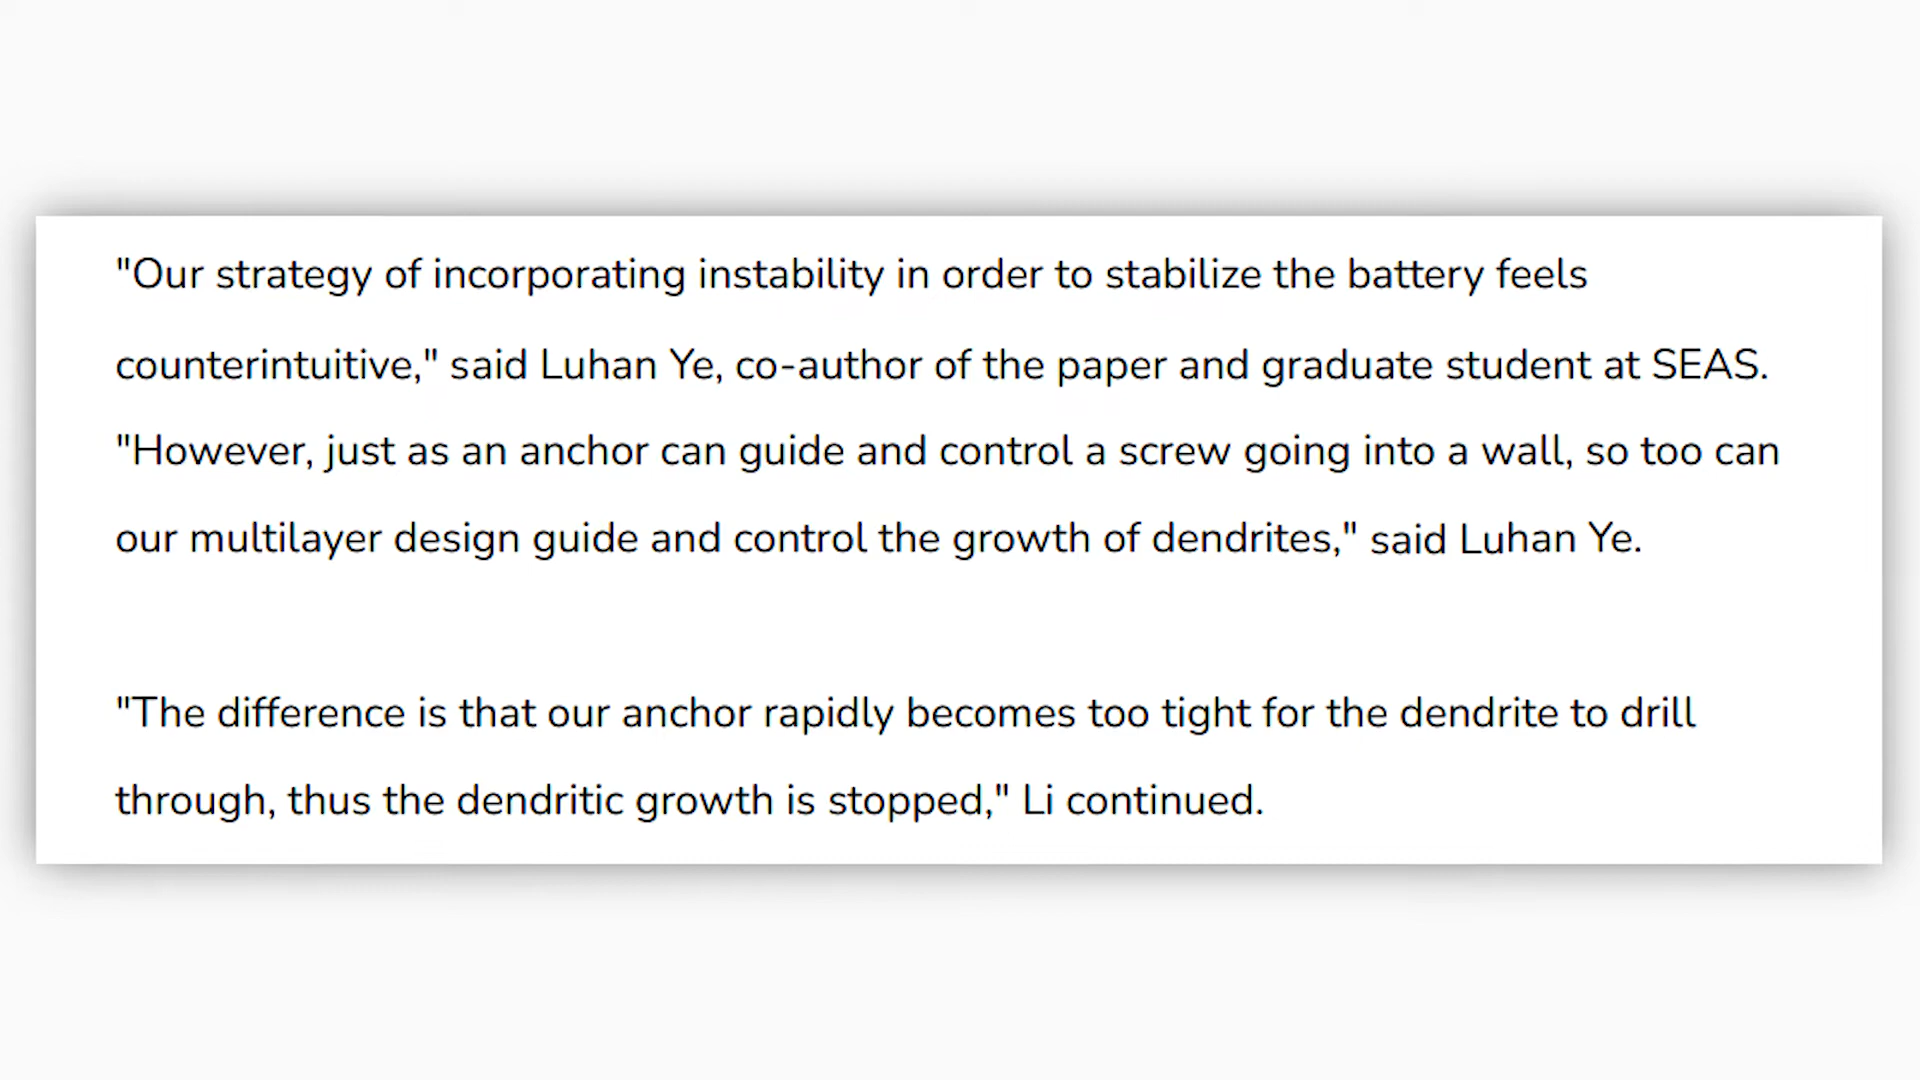 "Our strategy of incorporating instability in order to stabilize the battery feels
counterintuitive," said Luhan Ye, co-author of the paper and graduate student at SEAS.
"However, just as an anchor can guide and control a screw going into a wall, so too can
our multilayer design guide and control the growth of dendrites," said Luhan Ye.
"The difference is that our anchor rapidly becomes too tight for the dendrite to drill
through, thus the dendritic growth is stopped," Li continued.